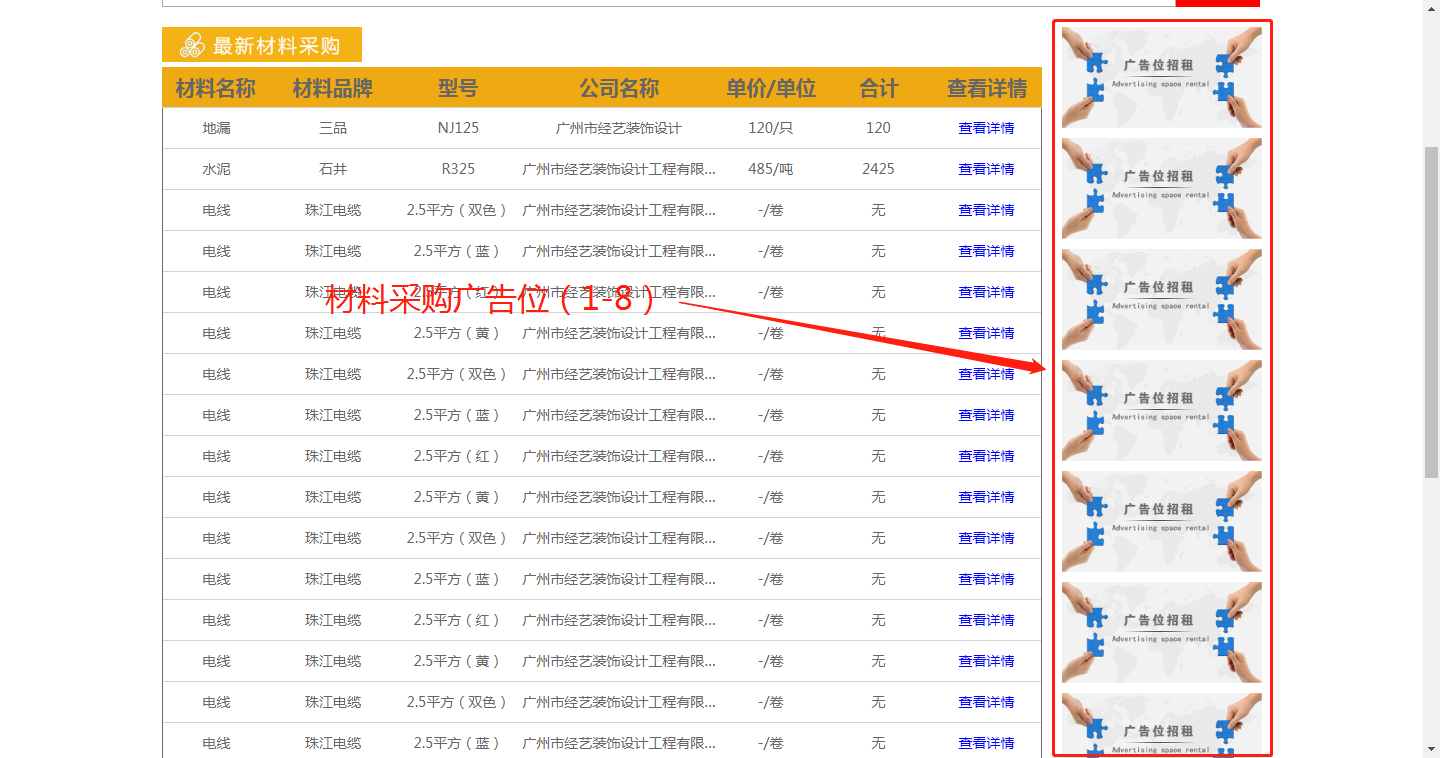 最新材料采购
材料名称 材料品牌 型号 公司名称 单价/单位 合计 查看详情
地漏 三品 NJ125 广州市经艺装饰设计 120/只 120 查看详情
水泥 石井 R325 广州市经艺装饰设计工程有限... 485/吨 2425 查看详情
电线 珠江电缆 2.5平方（双色） 广州市经艺装饰设计工程有限... -/卷 无 查看详情
电线 珠江电缆 2.5平方（蓝） 广州市经艺装饰设计工程有限... -/卷 无 查看详情
电线 珠江电缆 2.5平方（红） 广州市经艺装饰设计工程有限... -/卷 无 查看详情
材料采购广告位（1-8）
电线 珠江电缆 2.5平方（黄） 广州市经艺装饰设计工程有限... -/卷 无 查看详情
电线 珠江电缆 2.5平方（双色） 广州市经艺装饰设计工程有限... -/卷 无 查看详情
电线 珠江电缆 2.5平方（蓝） 广州市经艺装饰设计工程有限... -/卷 无 查看详情
电线 珠江电缆 2.5平方（红） 广州市经艺装饰设计工程有限... -/卷 无 查看详情
电线 珠江电缆 2.5平方（黄） 广州市经艺装饰设计工程有限... -/卷 无 查看详情
电线 珠江电缆 2.5平方（双色） 广州市经艺装饰设计工程有限... -/卷 无 查看详情
电线 珠江电缆 2.5平方（蓝） 广州市经艺装饰设计工程有限... -/卷 无 查看详情
电线 珠江电缆 2.5平方（红） 广州市经艺装饰设计工程有限... -/卷 无 查看详情
电线 珠江电缆 2.5平方（黄） 广州市经艺装饰设计工程有限... -/卷 无 查看详情
电线 珠江电缆 2.5平方（双色） 广州市经艺装饰设计工程有限... -/卷 无 查看详情
电线 珠江电缆 2.5平方（蓝） 广州市经艺装饰设计工程有限... -/卷 无 查看详情
广告位招租
Advertising space rental
广告位招租
Advertising space rental
广告位招租
Advertising space rental
广告位招租
Advertising space rental
广告位招租
Advertising space rental
广告位招租
Advertising space rental
广告位招租
Advertising space rental